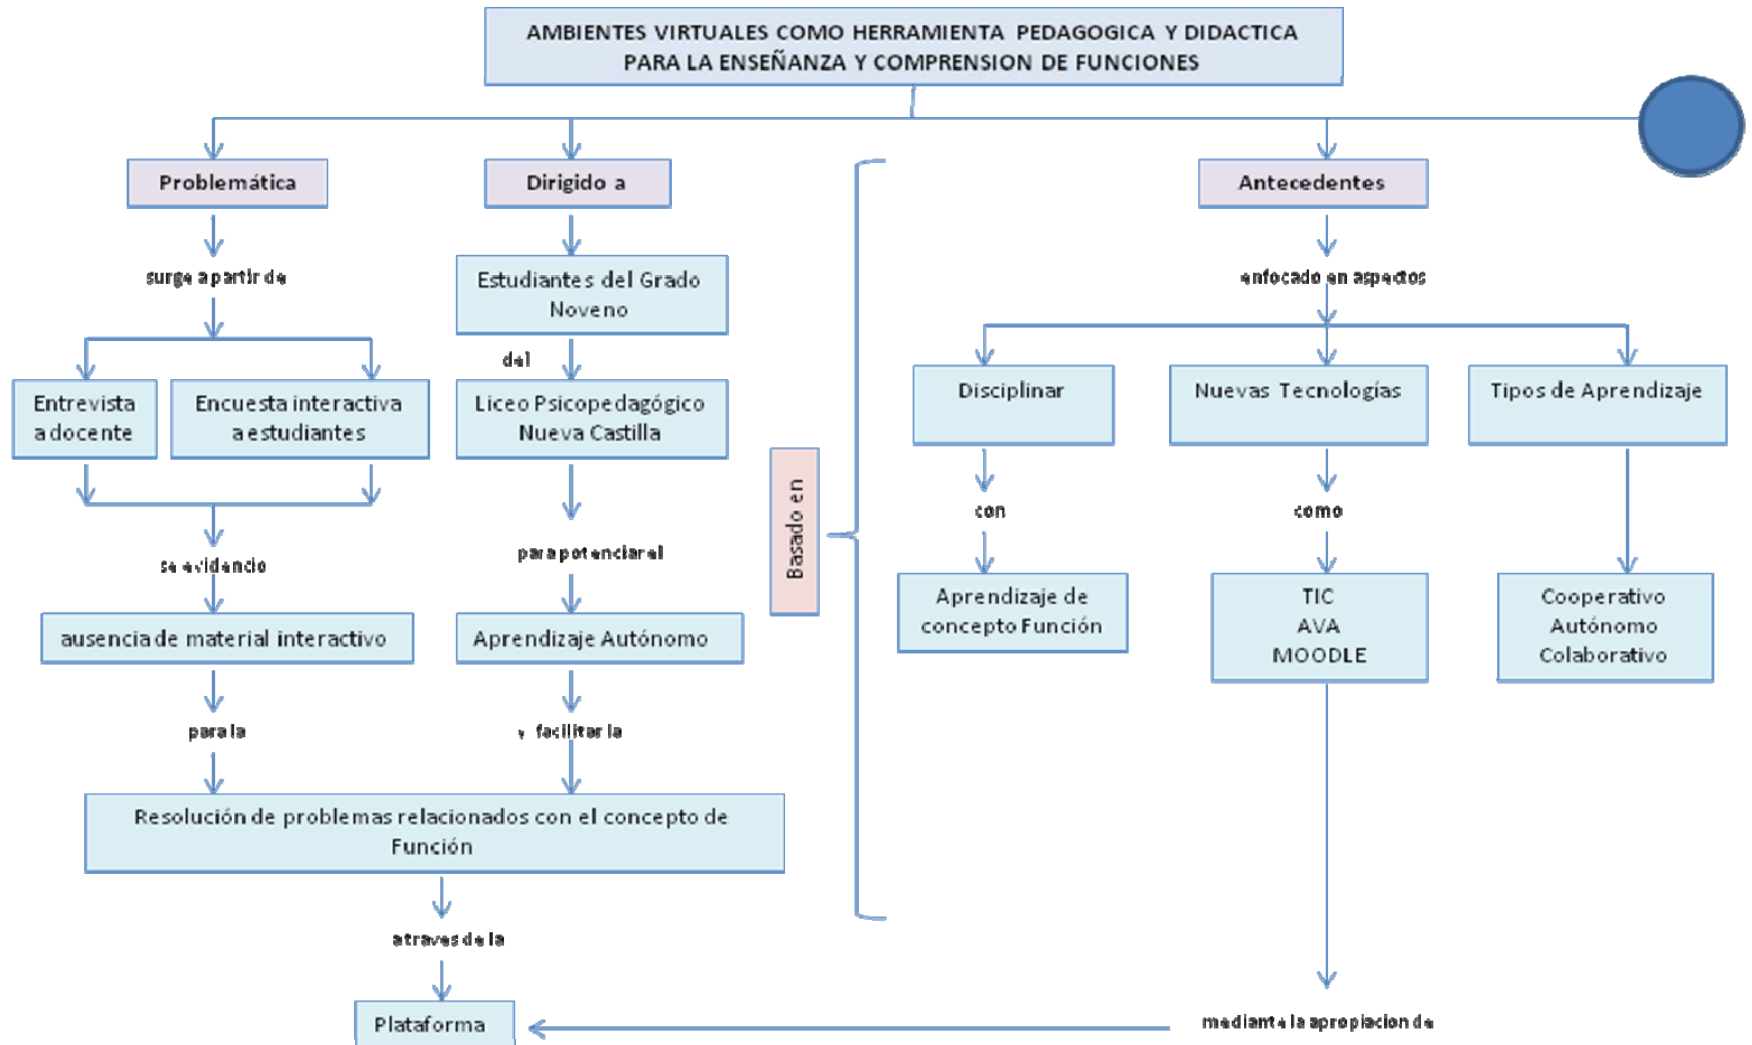 AMBIENTES VIRTUALES COMO HERRAMIENTA PEDAGOGICA Y DIDACTICA
PARA LA ENSEÑANZA Y COMPRENSION DE FUNCIONES
Problemática
surge a partir de
Entrevista
a docente
Encuesta interactiva
a estudiantes
se evidencio
ausencia de material interactivo
para la
Dirigido a
Estudiantes del Grado
Noveno
del
Liceo Psicopedagógico
Nueva Castilla
para potenciar el
Aprendizaje Autónomo
y facilitar la
Resolución de problemas relacionados con el concepto de
Función
atraves de la
Plataforma
Basado en
Antecedentes
enfocado en aspectos
Disciplinar
con
Aprendizaje de
concepto Función
Nuevas Tecnologías
como
TIC
AVA
MOODLE
mediante la apropiacion de
Tipos de Aprendizaje
Cooperativo
Autónomo
Colaborativo